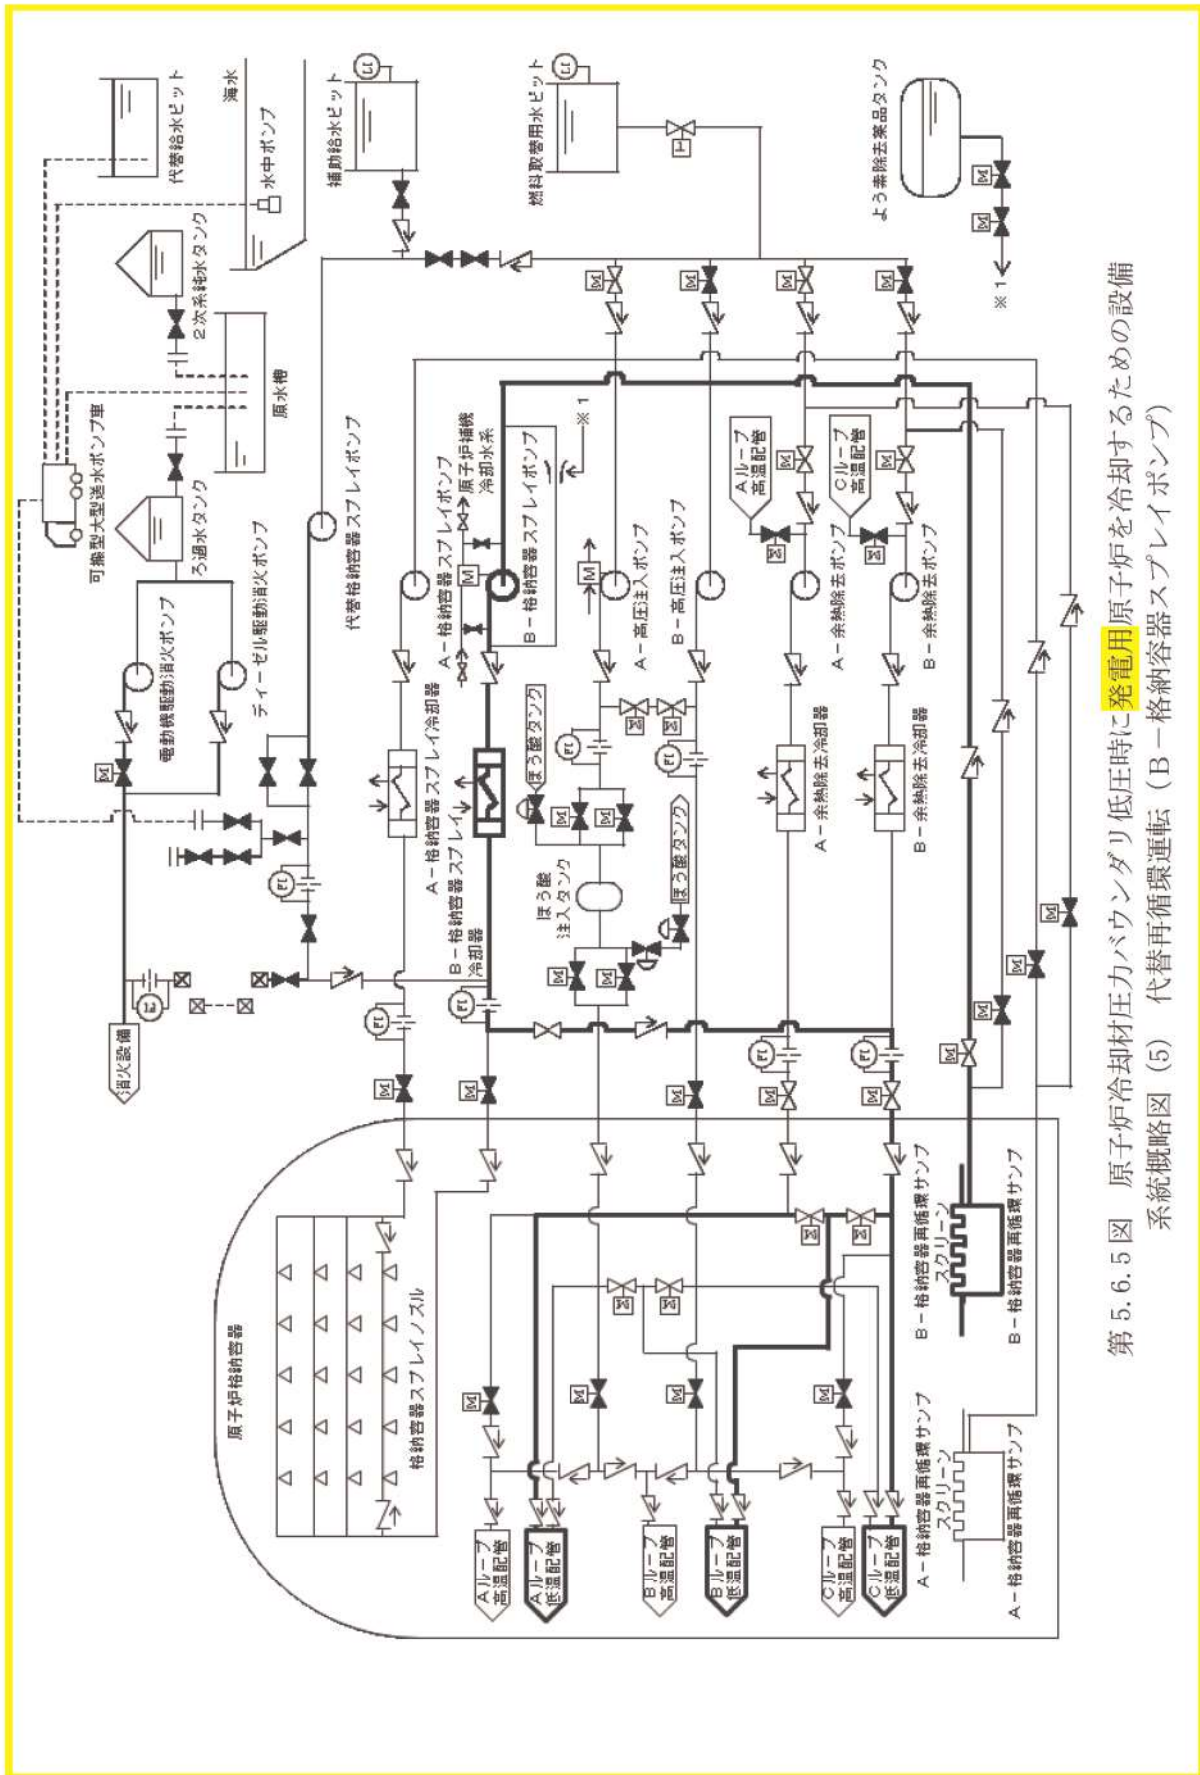 代替給水ピット
海水
水中ポンプ
補助給水ピット
LI
燃料取替用水ピット
LI
よう素除去薬品タンク
2次系純水タンク
原水槽
可搬型大型送水ポンプ車
ろ過水タンク
電動機駆動消火ポンプ
ディーゼル駆動消火ポンプ
代替格納容器スプレイポンプ
A-格納容器スプレイポンプ
原子炉補機
冷却水系
B-格納容器スプレイポンプ
※1
※1
A-高圧注入ポンプ
B-高圧注入ポンプ
Aループ
高温配管
Cループ
高温配管
A-余熱除去ポンプ
B-余熱除去ポンプ
A-格納容器スプレイ冷却器
B-格納容器スプレイ
冷却器
ほう酸タンク
ほう酸
注入タンク
ほう酸タンク
A-余熱除去冷却器
B-余熱除去冷却器
消火設備
原子炉格納容器
格納容器スプレイノズル
Aループ
高温配管
Aループ
低温配管
Bループ
高温配管
Bループ
低温配管
Cループ
高温配管
Cループ
低温配管
B-格納容器再循環サンプ
スクリーン
B-格納容器再循環サンプ
A-格納容器再循環サンプ
スクリーン
A-格納容器再循環サンプ
第5.6.5図 原子炉冷却材圧力バウンダリ低圧時に発電用原子炉を冷却するための設備
系統概略図(5) 代替再循環運転(B-格納容器スプレイポンプ)